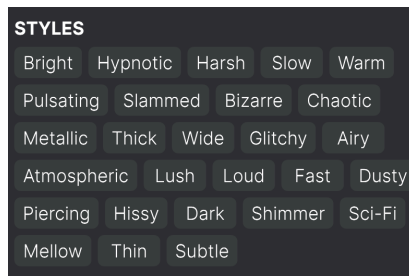 STYLES
Bright Hypnotic Harsh Slow Warm
Pulsating Slammed Bizarre Chaotic
Metallic Thick Wide Glitchy Airy
Atmospheric Lush Loud Fast Dusty
Piercing Hissy Dark Shimmer Sci-Fi
Mellow Thin Subtle